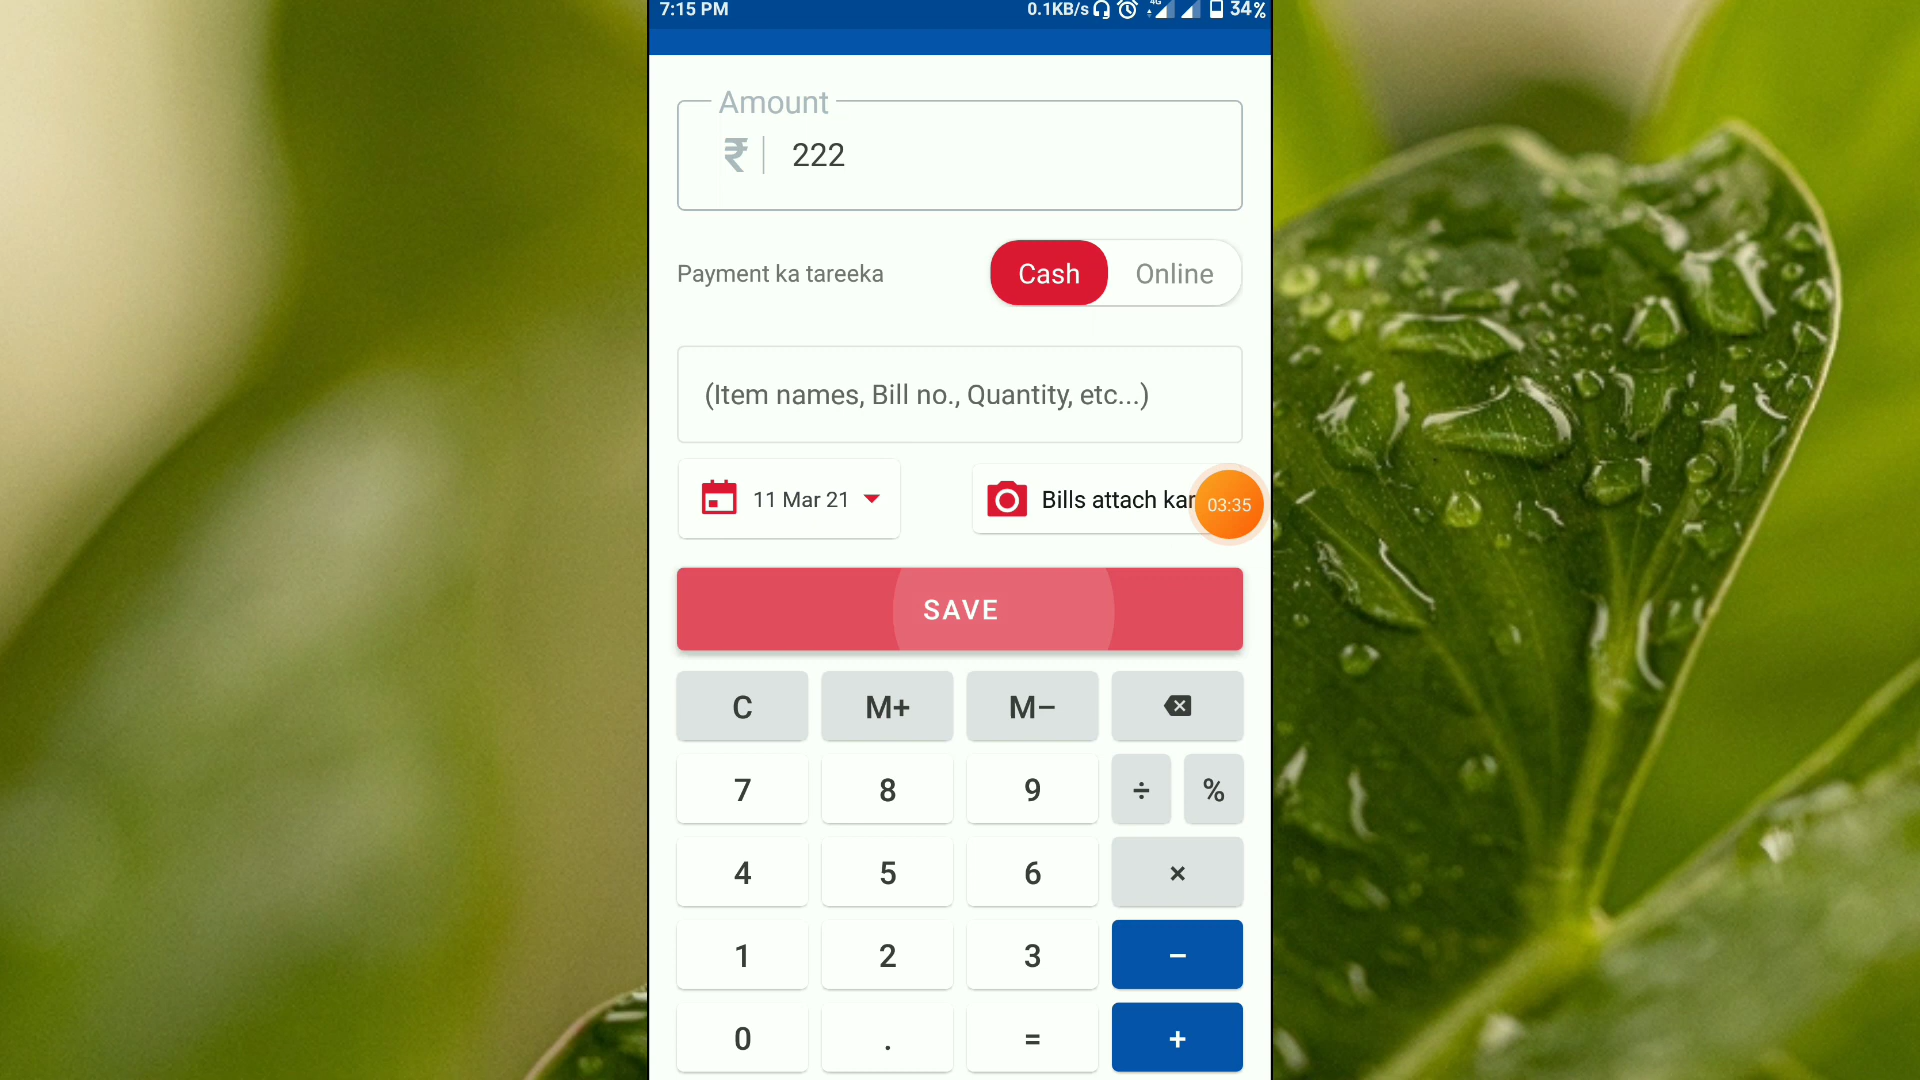 7:15 PM 0.1KB/s 4G 34%
Amount
₹ 222
Payment ka tareeka Cash Online
(Item names, Bill no., Quantity, etc...)
11 Mar 21 Bills attach kar 03:35
SAVE
C M+ M−
7 8 9 ÷ %
4 5 6 ×
1 2 3 −
0 . = +